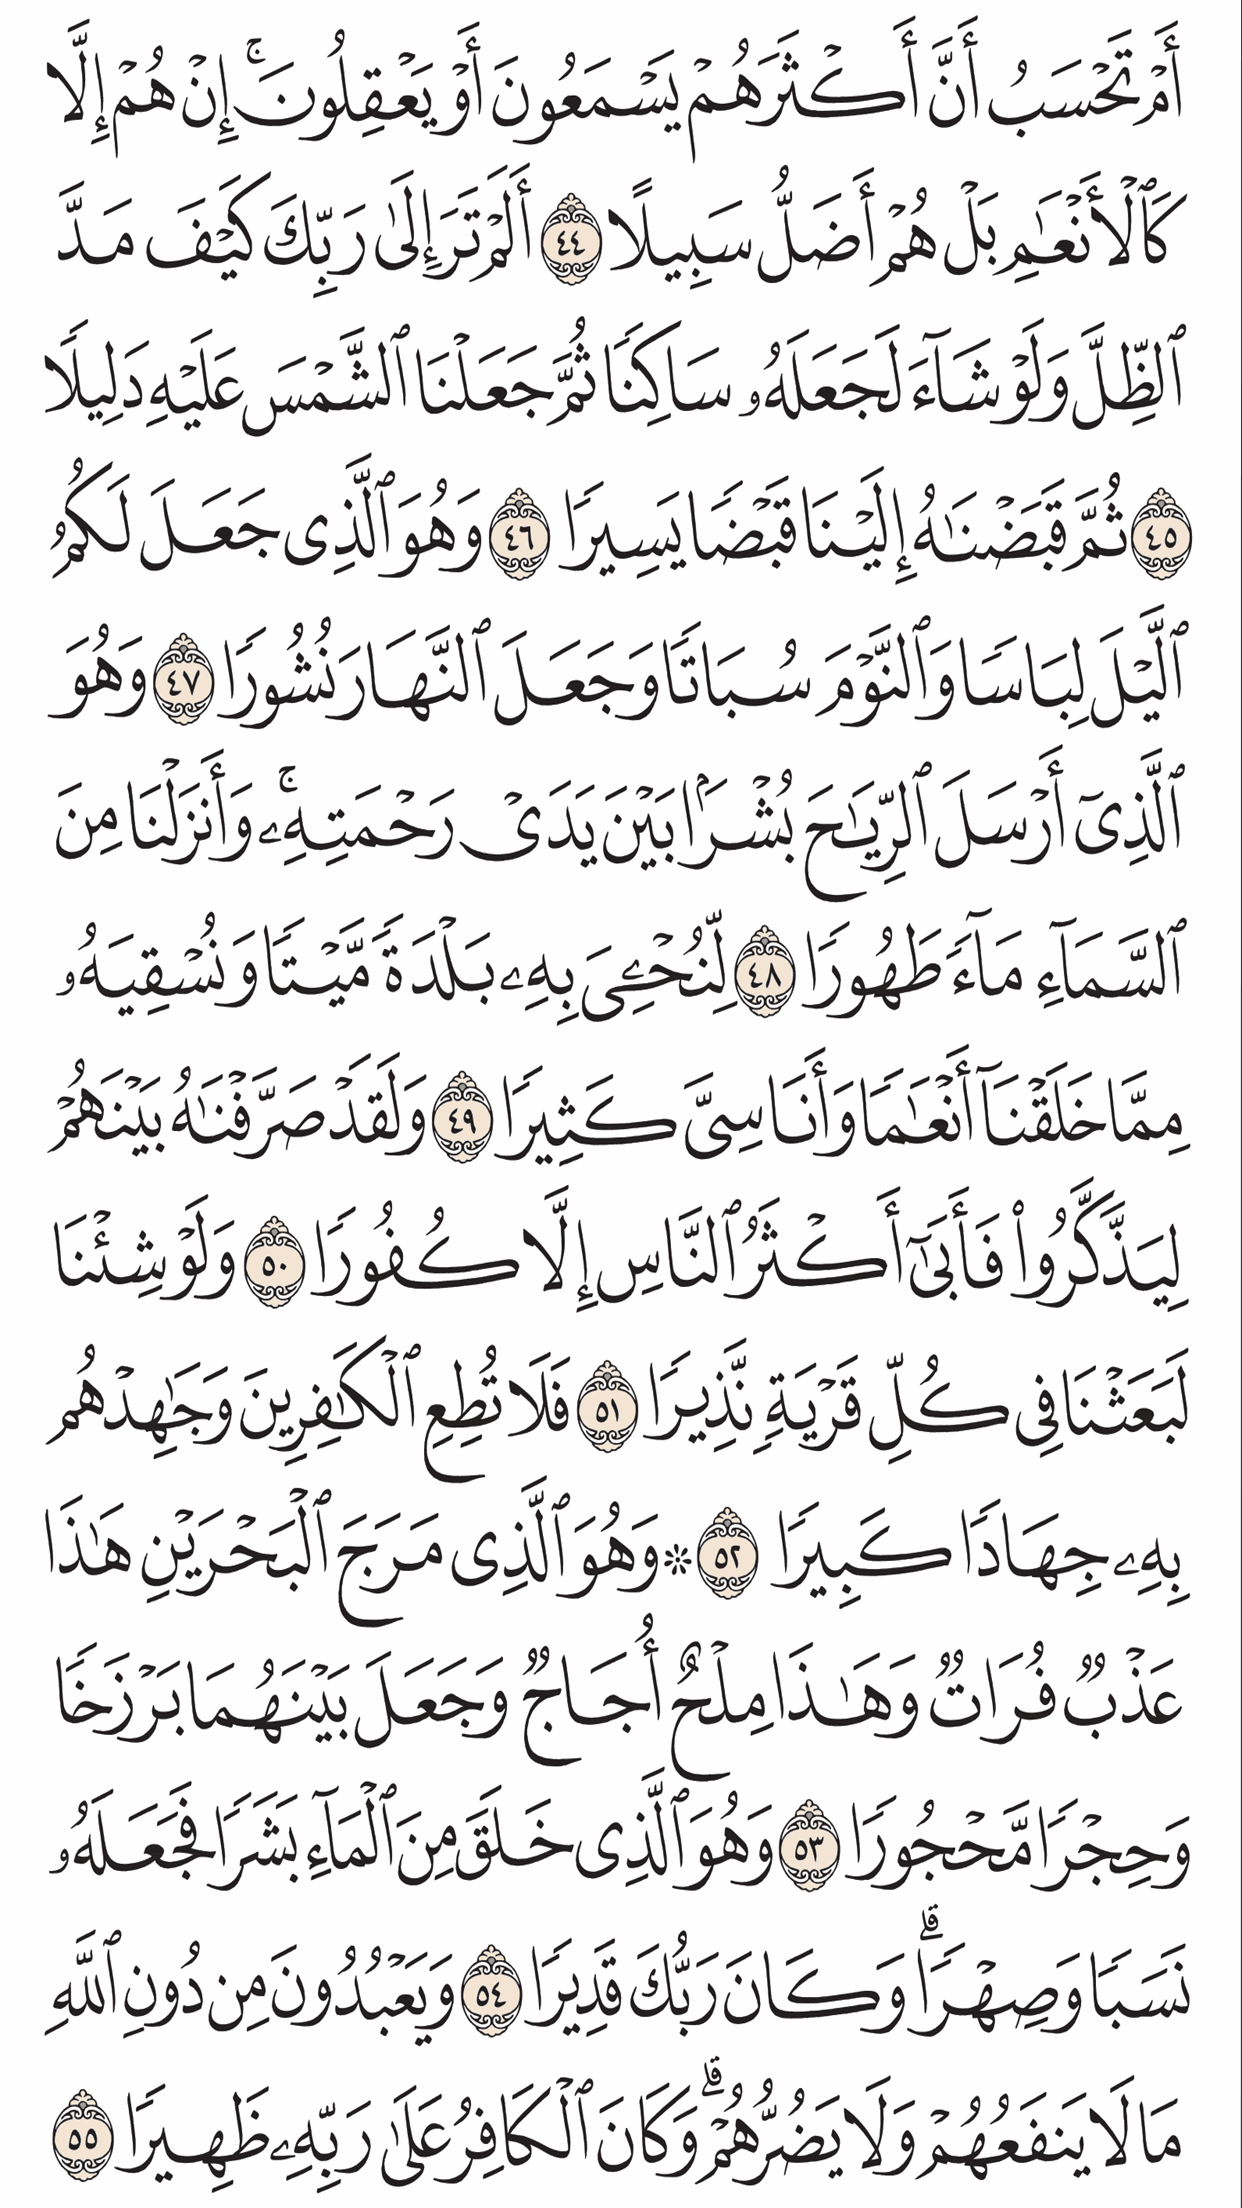 أَمْ تَحْسَبُ أَنَّ أَكْثَرَهُمْ يَسْمَعُونَ أَوْ يَعْقِلُونَ ۚ إِنْ هُمْ إِلَّا
كَٱلْأَنْعَٰمِ بَلْ هُمْ أَضَلُّ سَبِيلًا ٤٤ أَلَمْ تَرَ إِلَىٰ رَبِّكَ كَيْفَ مَدَّ
ٱلظِّلَّ وَلَوْ شَآءَ لَجَعَلَهُۥ سَاكِنًا ثُمَّ جَعَلْنَا ٱلشَّمْسَ عَلَيْهِ دَلِيلًا
٤٥ ثُمَّ قَبَضْنَٰهُ إِلَيْنَا قَبْضًا يَسِيرًا ٤٦ وَهُوَ ٱلَّذِى جَعَلَ لَكُمُ
ٱلَّيْلَ لِبَاسًا وَٱلنَّوْمَ سُبَاتًا وَجَعَلَ ٱلنَّهَارَ نُشُورًا ٤٧ وَهُوَ
ٱلَّذِىٓ أَرْسَلَ ٱلرِّيَٰحَ بُشْرًۢا بَيْنَ يَدَىْ رَحْمَتِهِۦ ۚ وَأَنزَلْنَا مِنَ
ٱلسَّمَآءِ مَآءً طَهُورًا ٤٨ لِّنُحْۦِىَ بِهِۦ بَلْدَةً مَّيْتًا وَنُسْقِيَهُۥ
مِمَّا خَلَقْنَآ أَنْعَٰمًا وَأَنَاسِىَّ كَثِيرًا ٤٩ وَلَقَدْ صَرَّفْنَٰهُ بَيْنَهُمْ
لِيَذَّكَّرُوا۟ فَأَبَىٰٓ أَكْثَرُ ٱلنَّاسِ إِلَّا كُفُورًا ٥٠ وَلَوْ شِئْنَا
لَبَعَثْنَا فِى كُلِّ قَرْيَةٍ نَّذِيرًا ٥١ فَلَا تُطِعِ ٱلْكَٰفِرِينَ وَجَٰهِدْهُم
بِهِۦ جِهَادًا كَبِيرًا ٥٢ ۞ وَهُوَ ٱلَّذِى مَرَجَ ٱلْبَحْرَيْنِ هَٰذَا
عَذْبٌ فُرَاتٌ وَهَٰذَا مِلْحٌ أُجَاجٌ وَجَعَلَ بَيْنَهُمَا بَرْزَخًا
وَحِجْرًا مَّحْجُورًا ٥٣ وَهُوَ ٱلَّذِى خَلَقَ مِنَ ٱلْمَآءِ بَشَرًا فَجَعَلَهُۥ
نَسَبًا وَصِهْرًا ۗ وَكَانَ رَبُّكَ قَدِيرًا ٥٤ وَيَعْبُدُونَ مِن دُونِ ٱللَّهِ
مَا لَا يَنفَعُهُمْ وَلَا يَضُرُّهُمْ ۗ وَكَانَ ٱلْكَافِرُ عَلَىٰ رَبِّهِۦ ظَهِيرًا ٥٥